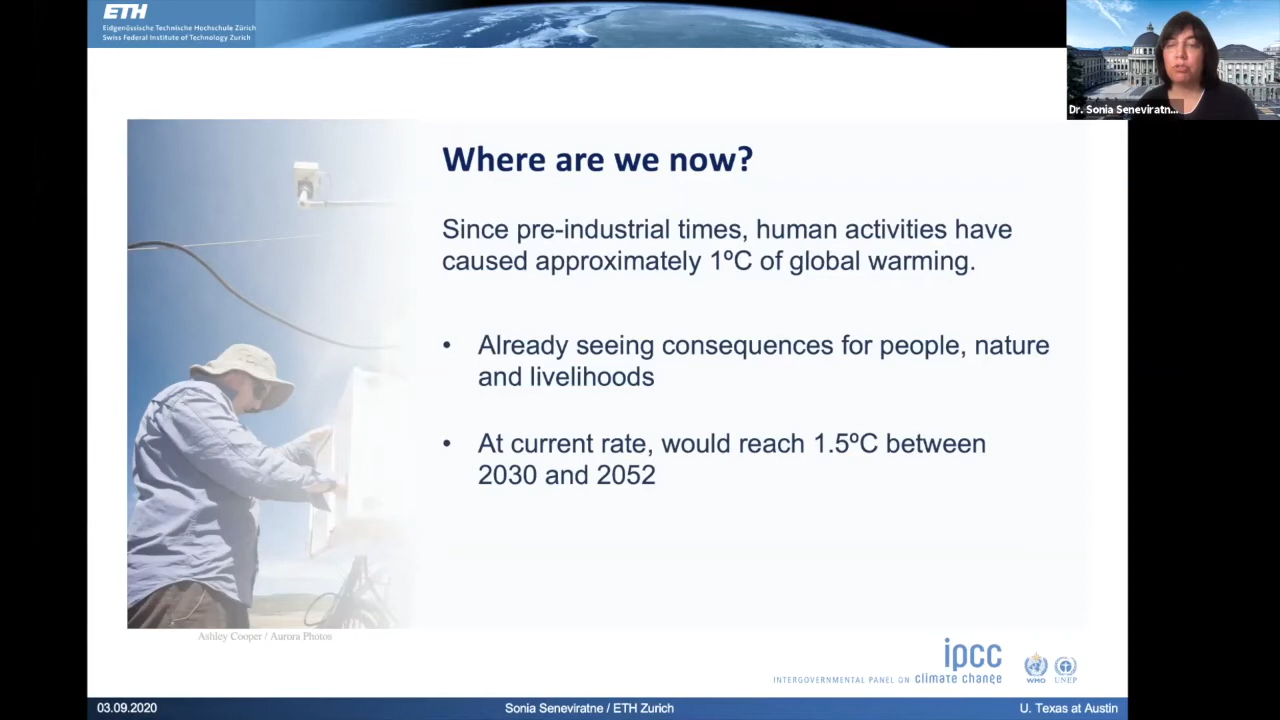 ETH
Eidgenössische Technische Hochschule Zürich
Swiss Federal Institute of Technology Zurich
Dr. Sonia Seneviratn...
Where are we now?
Since pre-industrial times, human activities have
caused approximately 1ºC of global warming.
• Already seeing consequences for people, nature
and livelihoods
• At current rate, would reach 1.5ºC between
2030 and 2052
Ashley Cooper / Aurora Photos
ipcc
INTERGOVERNMENTAL PANEL ON climate change
WMO
UNEP
03.09.2020
Sonia Seneviratne / ETH Zurich
U. Texas at Austin